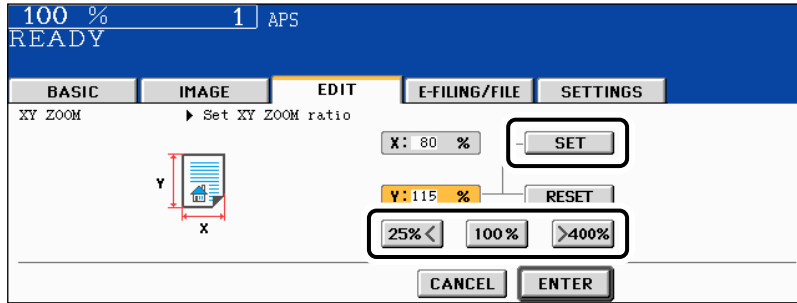 100 % 1 APS
READY
BASIC IMAGE EDIT E-FILING/FILE SETTINGS
XY ZOOM ▶ Set XY ZOOM ratio
X: 80 % SET
Y
Y: 115 % RESET
X
25%< 100% >400%
CANCEL ENTER